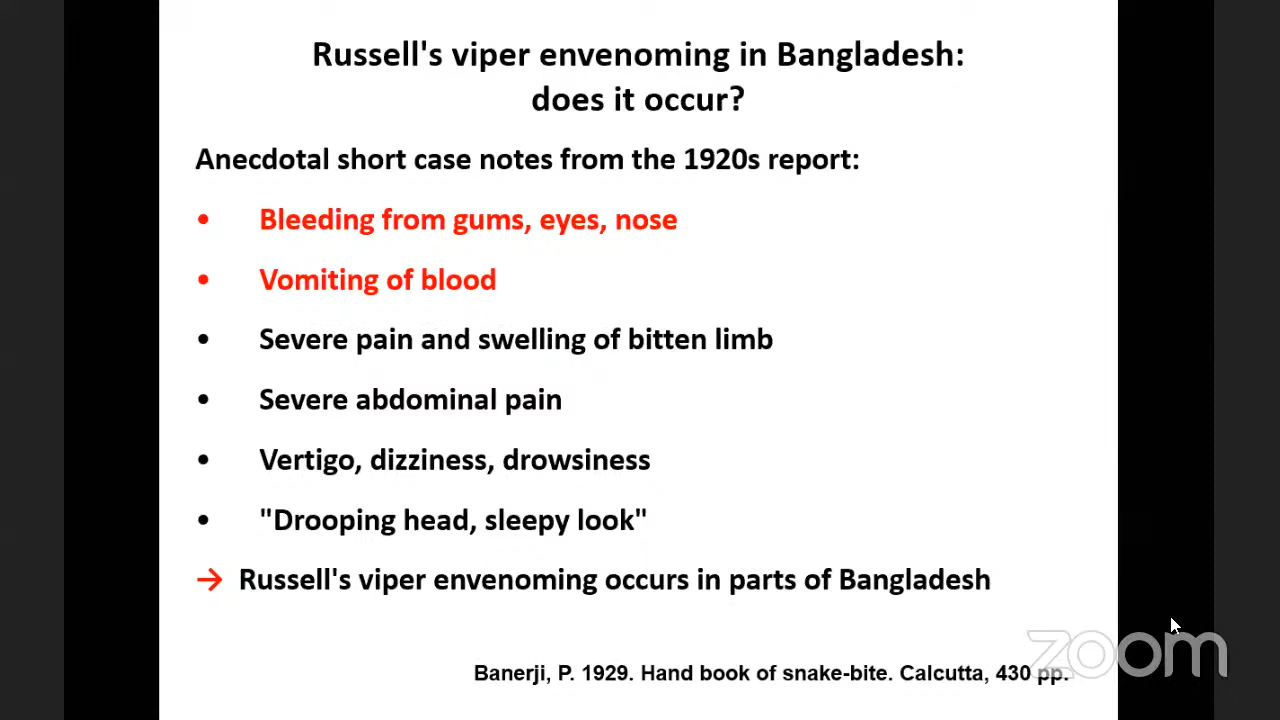 Russell's viper envenoming in Bangladesh:
does it occur?
Anecdotal short case notes from the 1920s report:
• Bleeding from gums, eyes, nose
• Vomiting of blood
• Severe pain and swelling of bitten limb
• Severe abdominal pain
• Vertigo, dizziness, drowsiness
• "Drooping head, sleepy look"
→ Russell's viper envenoming occurs in parts of Bangladesh
Banerji, P. 1929. Hand book of snake-bite. Calcutta, 430 pp.
zoom